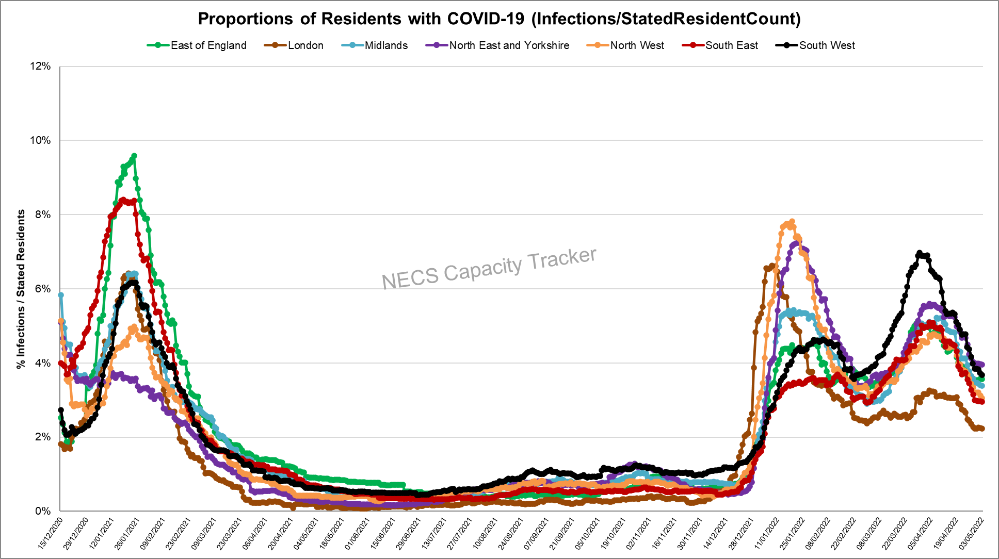 Proportions of Residents with COVID-19 (Infections/StatedResidentCount)
East of England London Midlands North East and Yorkshire North West South East South West
12%
10%
8%
6%
4%
2%
0%
% Infections / Stated Residents
NECS Capacity Tracker
15/12/2020 29/12/2020 12/01/2021 26/01/2021 09/02/2021 23/02/2021 09/03/2021 23/03/2021 06/04/2021 20/04/2021 04/05/2021 18/05/2021 01/06/2021 15/06/2021 29/06/2021 13/07/2021 27/07/2021 10/08/2021 24/08/2021 07/09/2021 21/09/2021 05/10/2021 19/10/2021 02/11/2021 16/11/2021 30/11/2021 14/12/2021 28/12/2021 11/01/2022 25/01/2022 08/02/2022 22/02/2022 08/03/2022 22/03/2022 05/04/2022 19/04/2022 03/05/2022